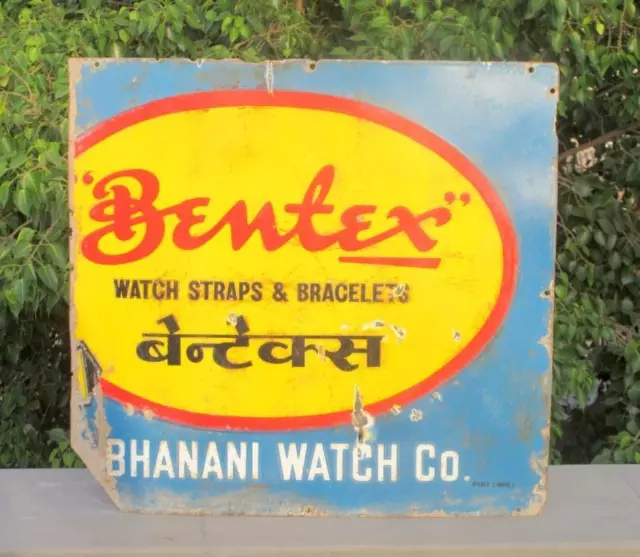 "Bentex"
WATCH STRAPS & BRACELETS
बेन्टेक्स
BHANANI WATCH CO.